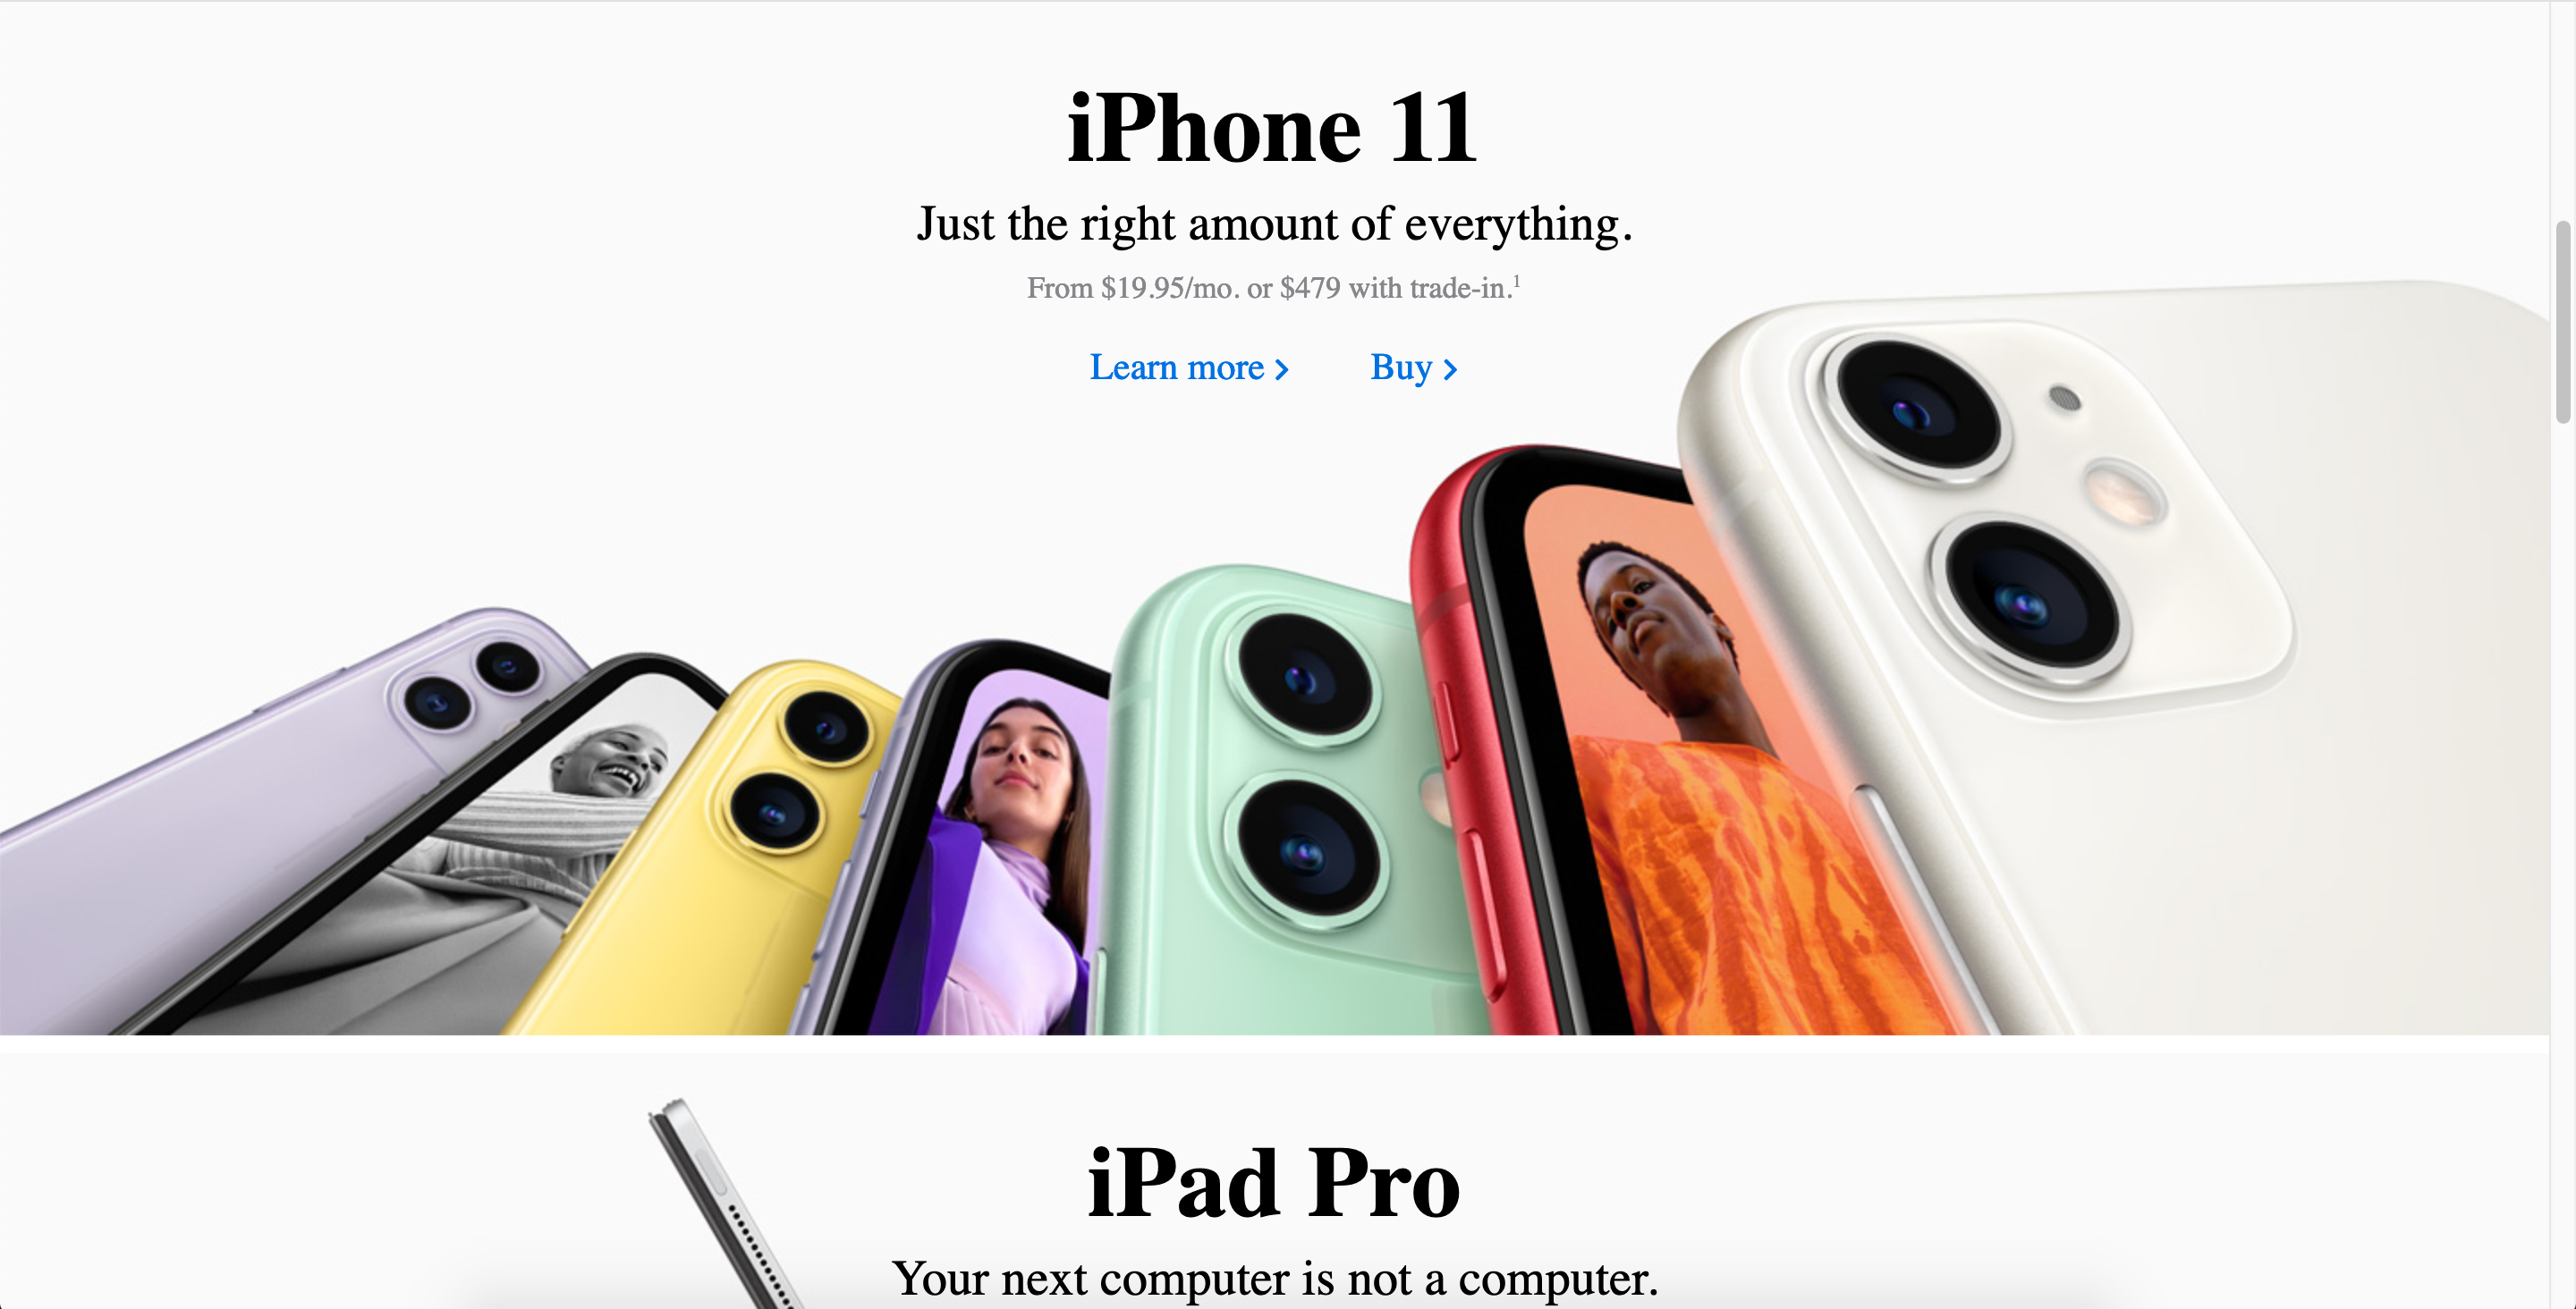 iPhone 11
Just the right amount of everything.
From $19.95/mo. or $479 with trade-in.¹
Learn more >
Buy >
iPad Pro
Your next computer is not a computer.